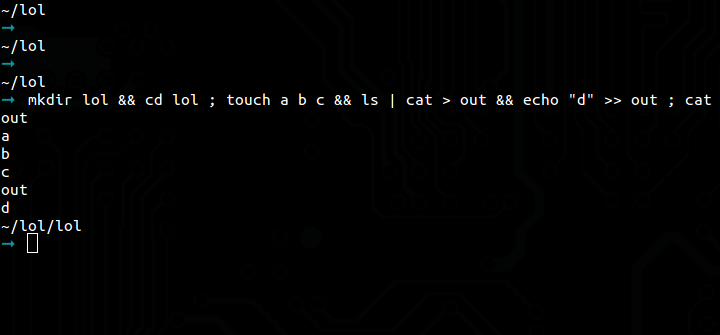 ~/lol
→
~/lol
→
~/lol
→ mkdir lol && cd lol ; touch a b c && ls | cat > out && echo "d" >> out ; cat
out
a
b
c
out
d
~/lol/lol
→